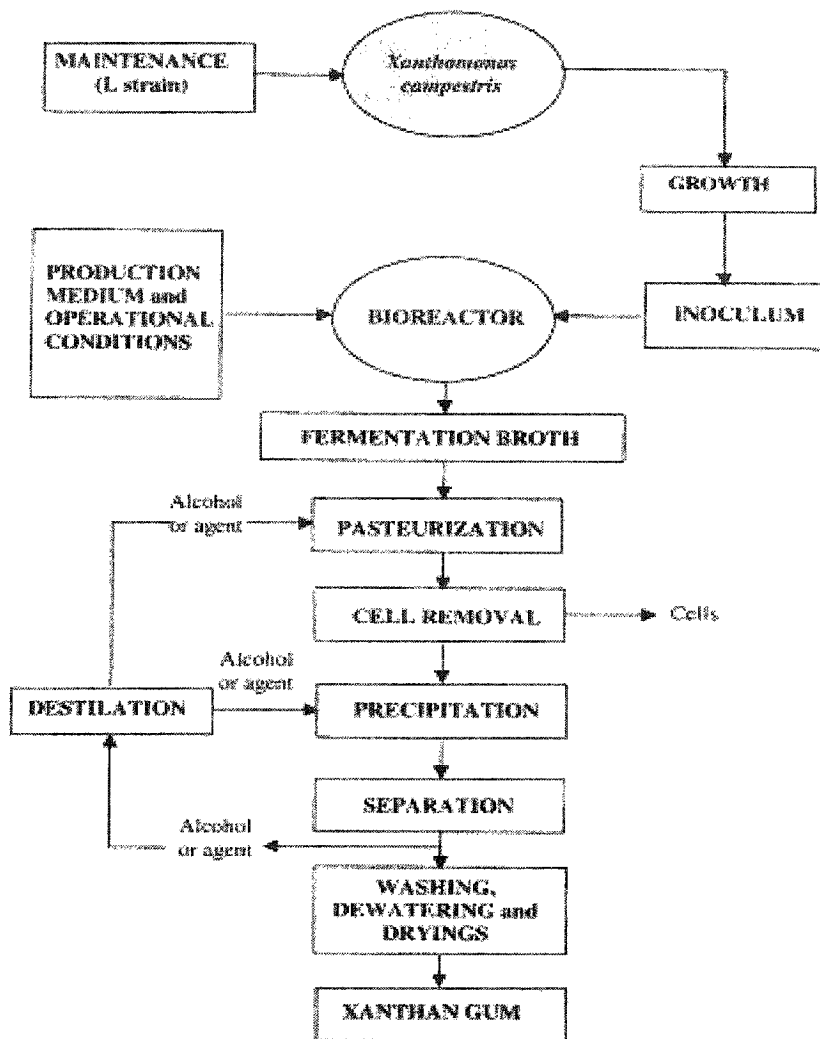 MAINTENANCE
(L strain)
Xanthomonas
campestrix
GROWTH
PRODUCTION
MEDIUM and
OPERATIONAL
CONDITIONS
BIOREACTOR
INOCULUM
FERMENTATION BROTH
Alcohol
or agent
PASTEURIZATION
CELL REMOVAL
Cells
Alcohol
or agent
DESTILATION
PRECIPITATION
SEPARATION
Alcohol
or agent
WASHING,
DEWATERING and
DRYINGS
XANTHAN GUM